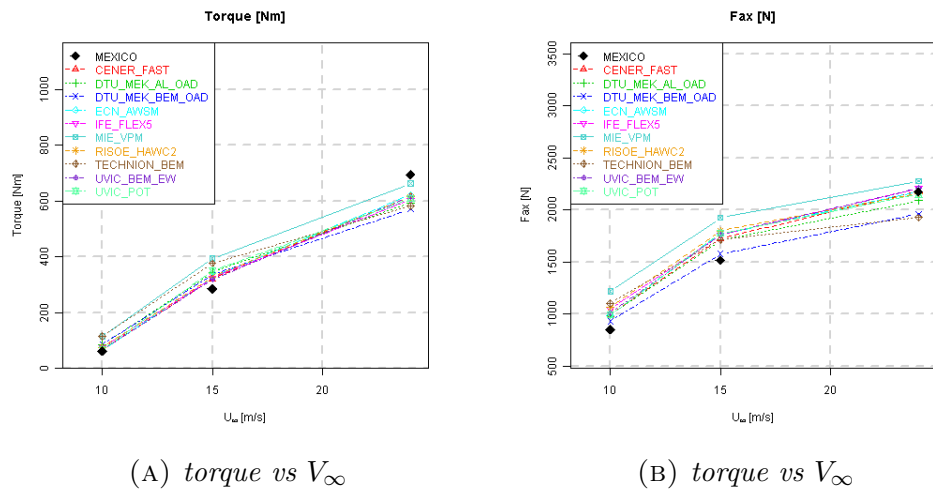 Torque [Nm]
Torque [Nm]
0 200 400 600 800 1000
MEXICO
CENER_FAST
DTU_MEK_AL_OAD
DTU_MEK_BEM_OAD
ECN_AWSM
IFE_FLEX5
MIE_VPM
RISOE_HAWC2
TECHNION_BEM
UVIC_BEM_EW
UVIC_POT
10 15 20
U∞ [m/s]
(A) torque vs V∞
Fax [N]
Fax [N]
500 1000 1500 2000 2500 3000 3500
MEXICO
CENER_FAST
DTU_MEK_AL_OAD
DTU_MEK_BEM_OAD
ECN_AWSM
IFE_FLEX5
MIE_VPM
RISOE_HAWC2
TECHNION_BEM
UVIC_BEM_EW
UVIC_POT
10 15 20
U∞ [m/s]
(B) torque vs V∞